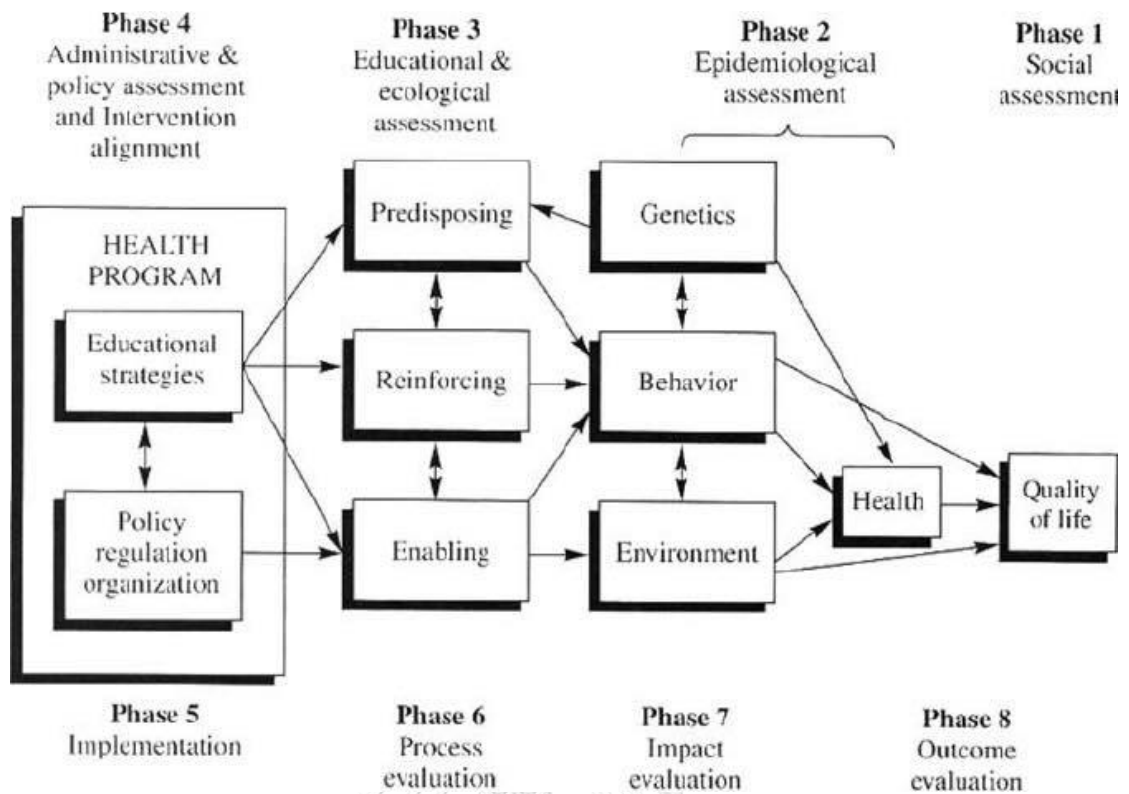 Phase 4
Administrative &
policy assessment
and Intervention
alignment
Phase 3
Educational &
ecological
assessment
Phase 2
Epidemiological
assessment
Phase 1
Social
assessment
HEALTH
PROGRAM
Educational
strategies
Policy
regulation
organization
Predisposing
Reinforcing
Enabling
Genetics
Behavior
Environment
Health
Quality
of life
Phase 5
Implementation
Phase 6
Process
evaluation
Phase 7
Impact
evaluation
Phase 8
Outcome
evaluation